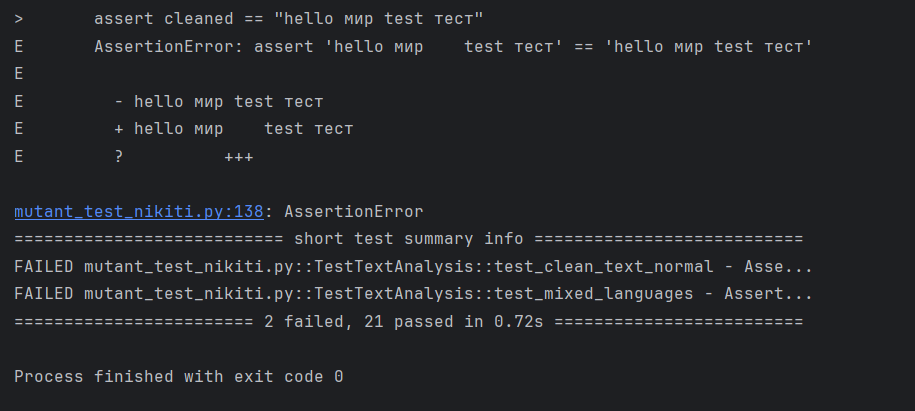 >       assert cleaned == "hello мир test тест"
E       AssertionError: assert 'hello мир    test тест' == 'hello мир test тест'
E
E         - hello мир test тест
E         + hello мир    test тест
E         ?          +++
mutant_test_nikiti.py:138: AssertionError
=========================== short test summary info ===========================
FAILED mutant_test_nikiti.py::TestTextAnalysis::test_clean_text_normal - Asse...
FAILED mutant_test_nikiti.py::TestTextAnalysis::test_mixed_languages - Assert...
======================== 2 failed, 21 passed in 0.72s =========================
Process finished with exit code 0